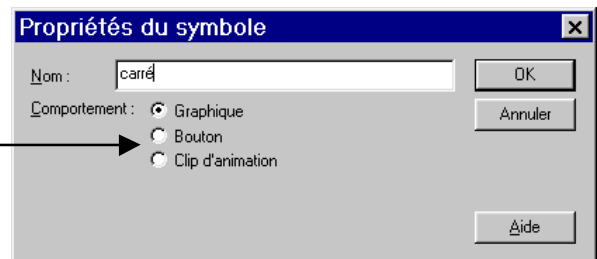 Propriétés du symbole
Nom : carré OK
Comportement : Graphique Annuler
Bouton
Clip d'animation
Aide